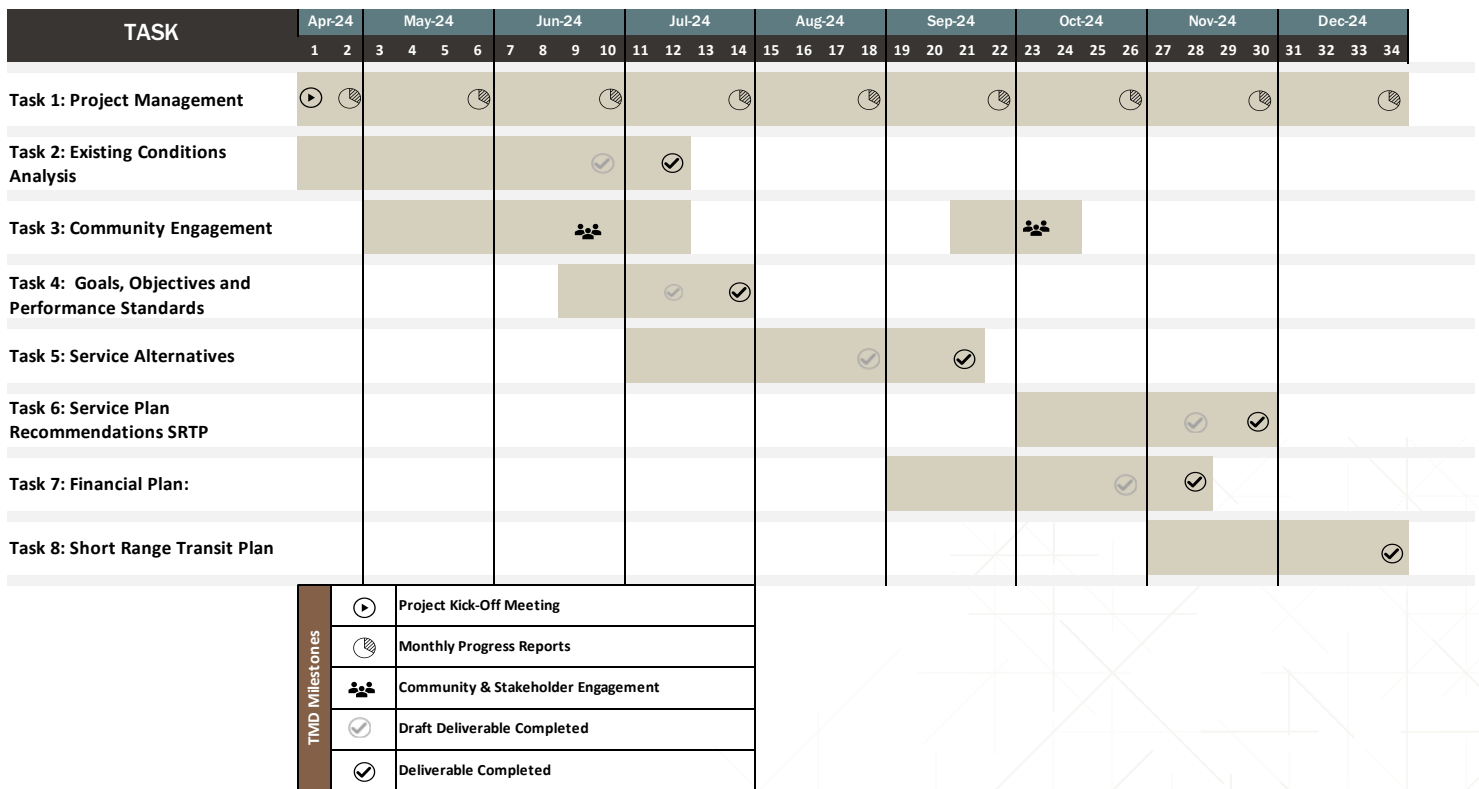 TASK
Apr-24 May-24 Jun-24 Jul-24 Aug-24 Sep-24 Oct-24 Nov-24 Dec-24
1 2 3 4 5 6 7 8 9 10 11 12 13 14 15 16 17 18 19 20 21 22 23 24 25 26 27 28 29 30 31 32 33 34
Task 1: Project Management
Task 2: Existing Conditions
Analysis
Task 3: Community Engagement
Task 4: Goals, Objectives and
Performance Standards
Task 5: Service Alternatives
Task 6: Service Plan
Recommendations SRTP
Task 7: Financial Plan:
Task 8: Short Range Transit Plan
TMD Milestones
Project Kick-Off Meeting
Monthly Progress Reports
Community & Stakeholder Engagement
Draft Deliverable Completed
Deliverable Completed